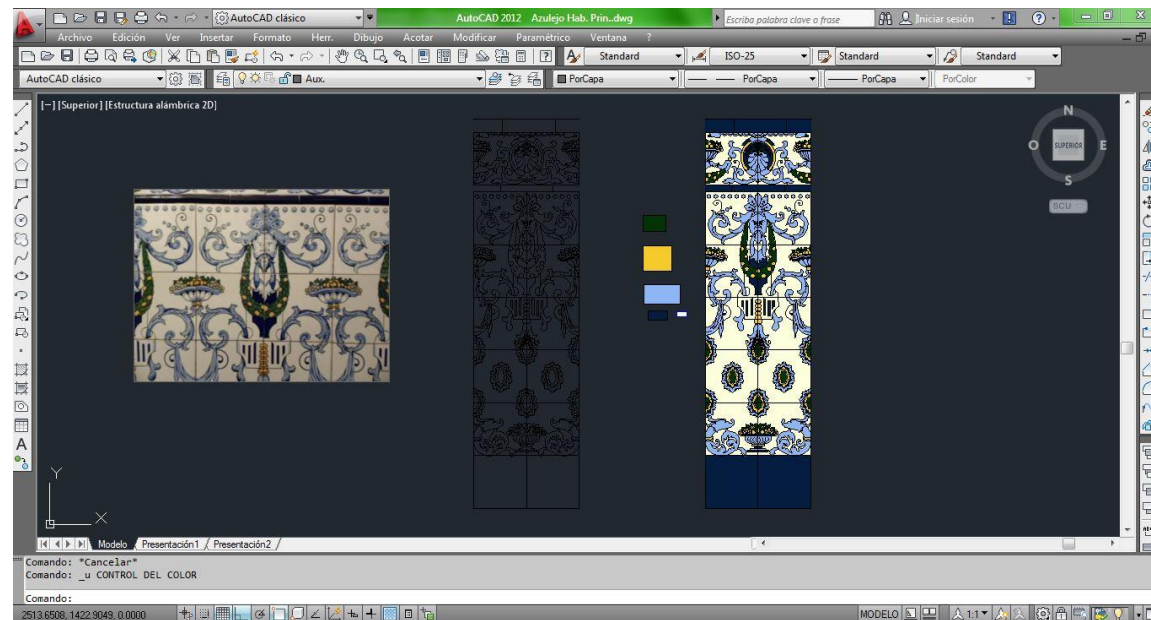 AutoCAD clásico
AutoCAD 2012 Azulejo Hab. Prin..dwg
Escriba palabra clave o frase
Iniciar sesión
Archivo Edición Ver Insertar Formato Herr. Dibujo Acotar Modificar Paramétrico Ventana ?
Standard ISO-25 Standard Standard
AutoCAD clásico Aux. PorCapa PorCapa PorCapa PorColor
[-] [Superior] [Estructura alámbrica 2D]
N
O SUPERIOR E
S
SCU
Y
X
Modelo Presentación1 Presentación2
Comando: *Cancelar*
Comando: _u CONTROL DEL COLOR
Comando:
2513.6508, 1422.9049, 0.0000 MODELO 1:1